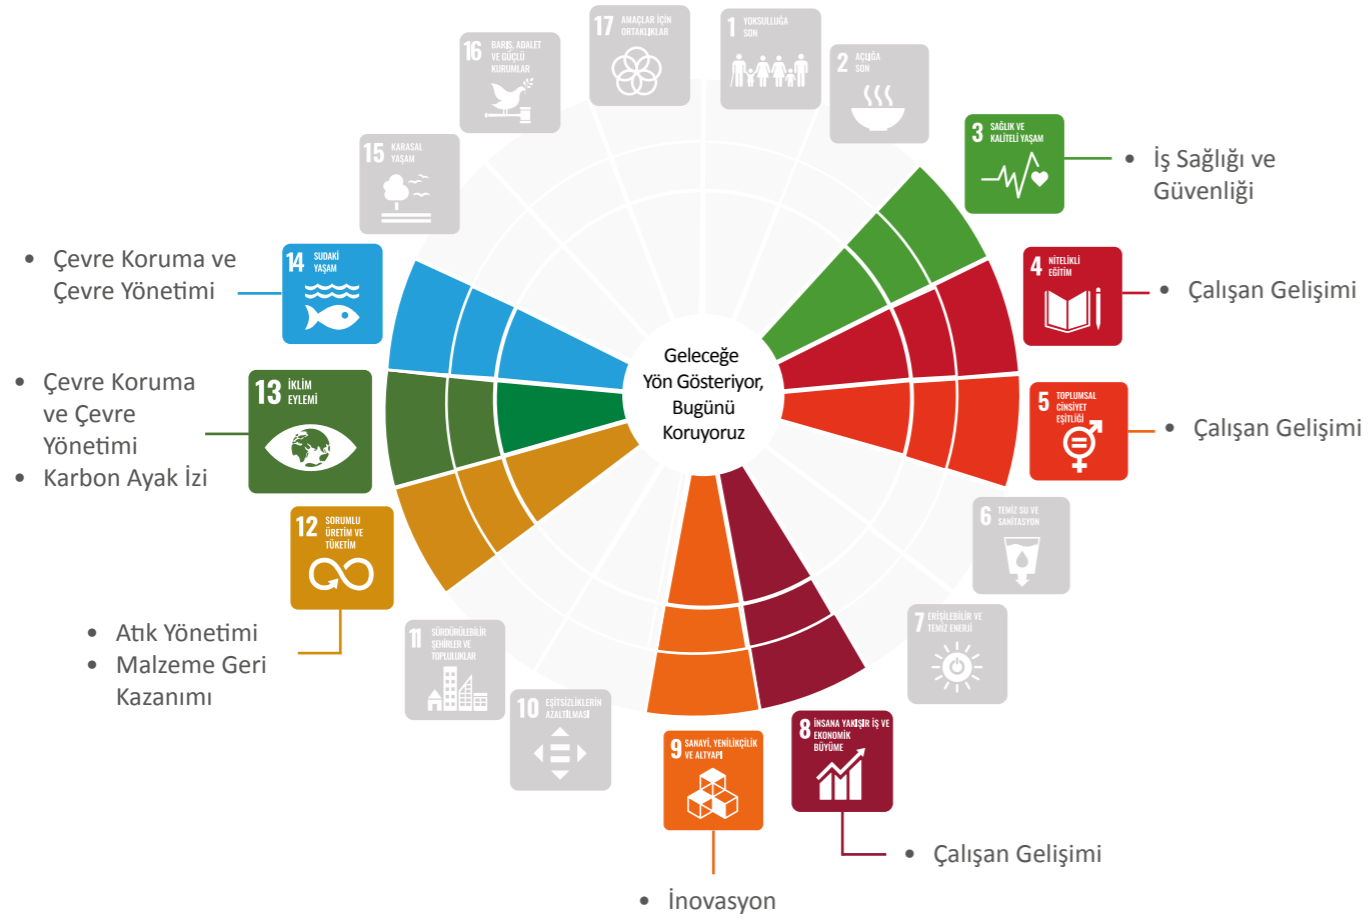 17 AMAÇLAR İÇİN
ORTAKLIKLAR
1 YOKSULLUĞA
SON
16 BARIŞ, ADALET
VE GÜÇLÜ
KURUMLAR
2 AÇLIĞA
SON
15 KARASAL
YAŞAM
3 SAĞLIK VE
KALİTELİ YAŞAM
• İş Sağlığı ve
Güvenliği
• Çevre Koruma ve
Çevre Yönetimi
14 SUDAKİ
YAŞAM
4 NİTELİKLİ
EĞİTİM
• Çalışan Gelişimi
Geleceğe
Yön Gösteriyor,
Bugünü
Koruyoruz
• Çevre Koruma
ve Çevre
Yönetimi
• Karbon Ayak İzi
13 İKLİM
EYLEMİ
5 TOPLUMSAL
CİNSİYET
EŞİTLİĞİ
• Çalışan Gelişimi
12 SORUMLU
ÜRETİM VE
TÜKETİM
6 TEMİZ SU VE
SANİTASYON
• Atık Yönetimi
• Malzeme Geri
Kazanımı
11 SÜRDÜRÜLEBİLİR
ŞEHİRLER VE
TOPLULUKLAR
7 ERİŞİLEBİLİR VE
TEMİZ ENERJİ
10 EŞİTSİZLİKLERİN
AZALTILMASI
9 SANAYİ, YENİLİKÇİLİK
VE ALTYAPI
8 İNSANA YAKIŞIR İŞ VE
EKONOMİK
BÜYÜME
• Çalışan Gelişimi
• İnovasyon